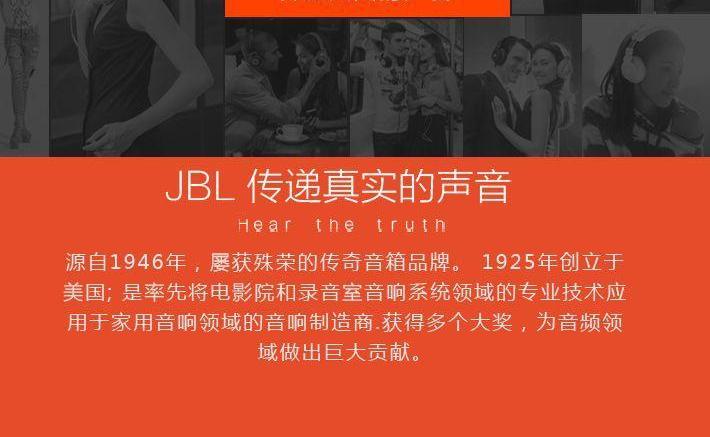 JBL 传递真实的声音
Hear the truth
源自1946年，屡获殊荣的传奇音箱品牌。 1925年创立于
美国; 是率先将电影院和录音室音响系统领域的专业技术应
用于家用音响领域的音响制造商.获得多个大奖，为音频领
域做出巨大贡献。